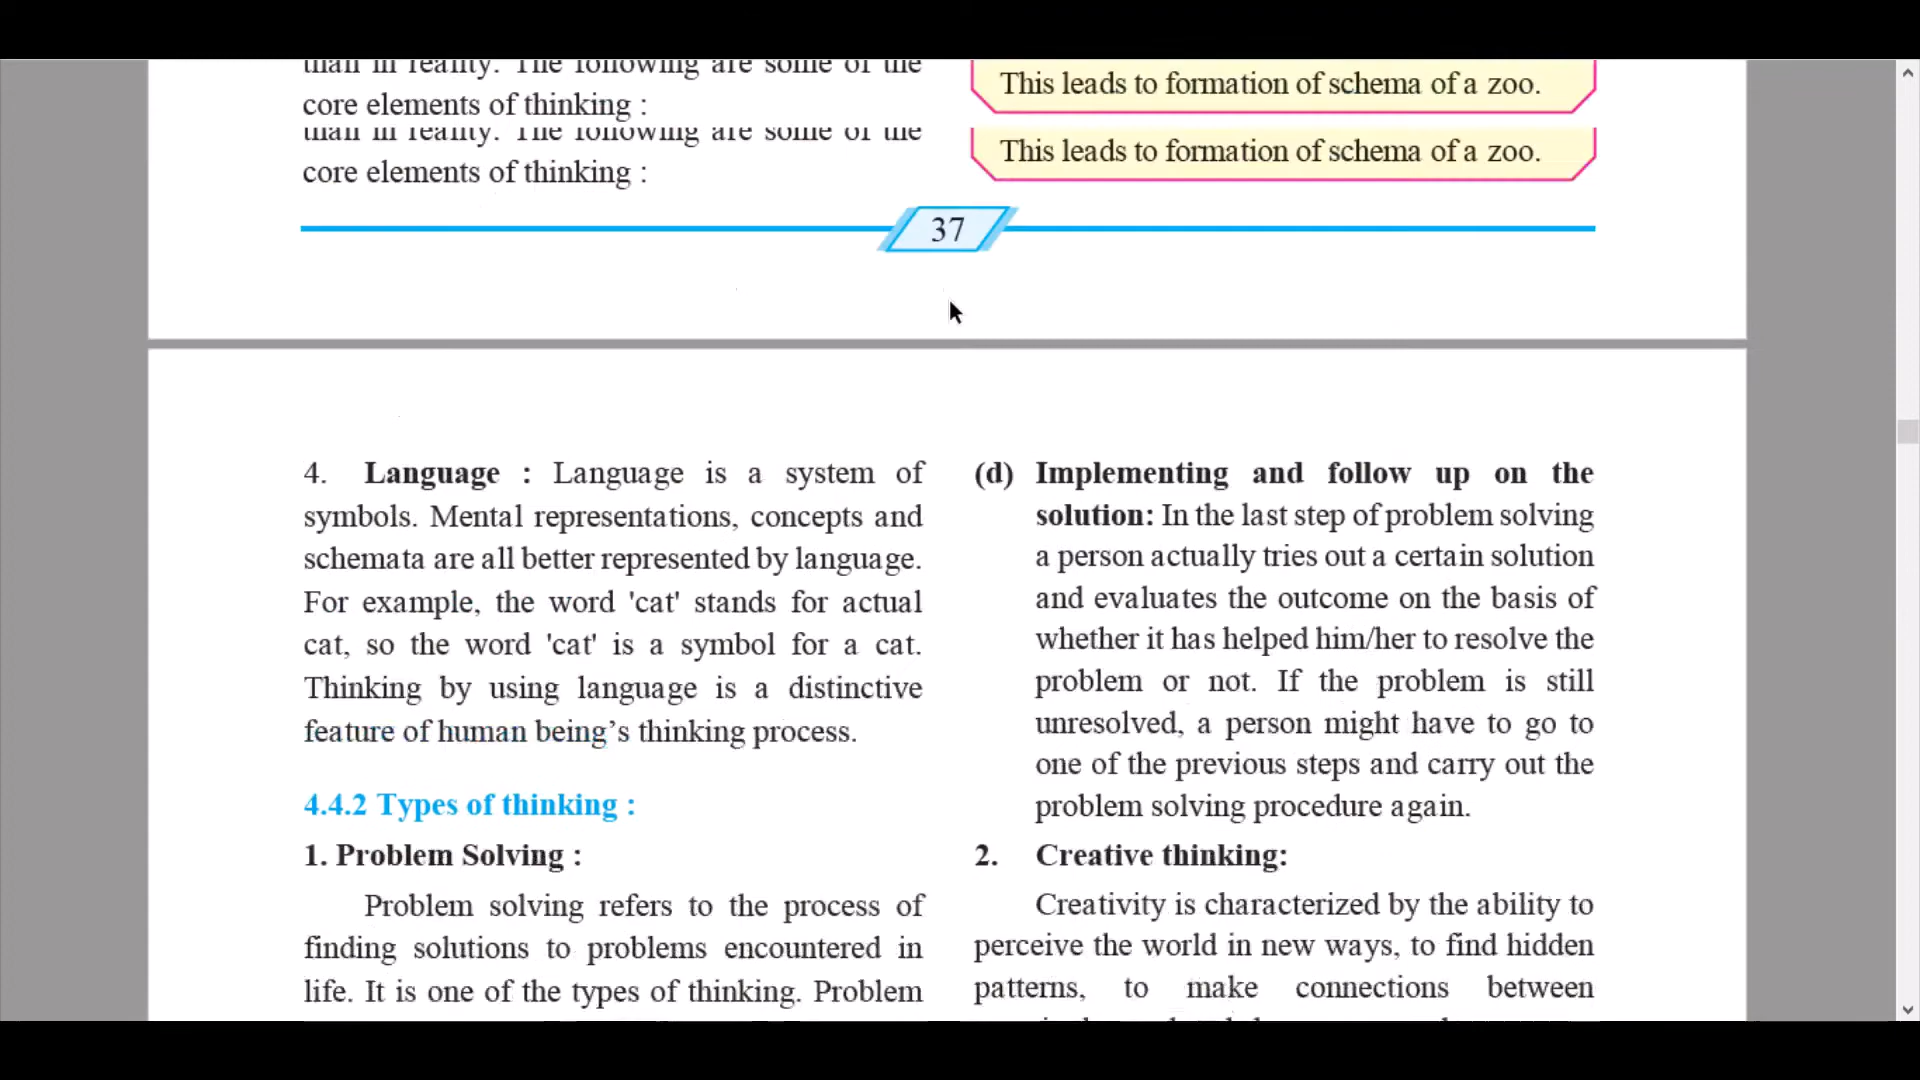 than in reality. The following are some of the
core elements of thinking :
This leads to formation of schema of a zoo.
than in reality. The following are some of the
core elements of thinking :
This leads to formation of schema of a zoo.
37
4. Language : Language is a system of
symbols. Mental representations, concepts and
schemata are all better represented by language.
For example, the word 'cat' stands for actual
cat, so the word 'cat' is a symbol for a cat.
Thinking by using language is a distinctive
feature of human being’s thinking process.
4.4.2 Types of thinking :
1. Problem Solving :
Problem solving refers to the process of
finding solutions to problems encountered in
life. It is one of the types of thinking. Problem
(d) Implementing and follow up on the
solution: In the last step of problem solving
a person actually tries out a certain solution
and evaluates the outcome on the basis of
whether it has helped him/her to resolve the
problem or not. If the problem is still
unresolved, a person might have to go to
one of the previous steps and carry out the
problem solving procedure again.
2. Creative thinking:
Creativity is characterized by the ability to
perceive the world in new ways, to find hidden
patterns, to make connections between